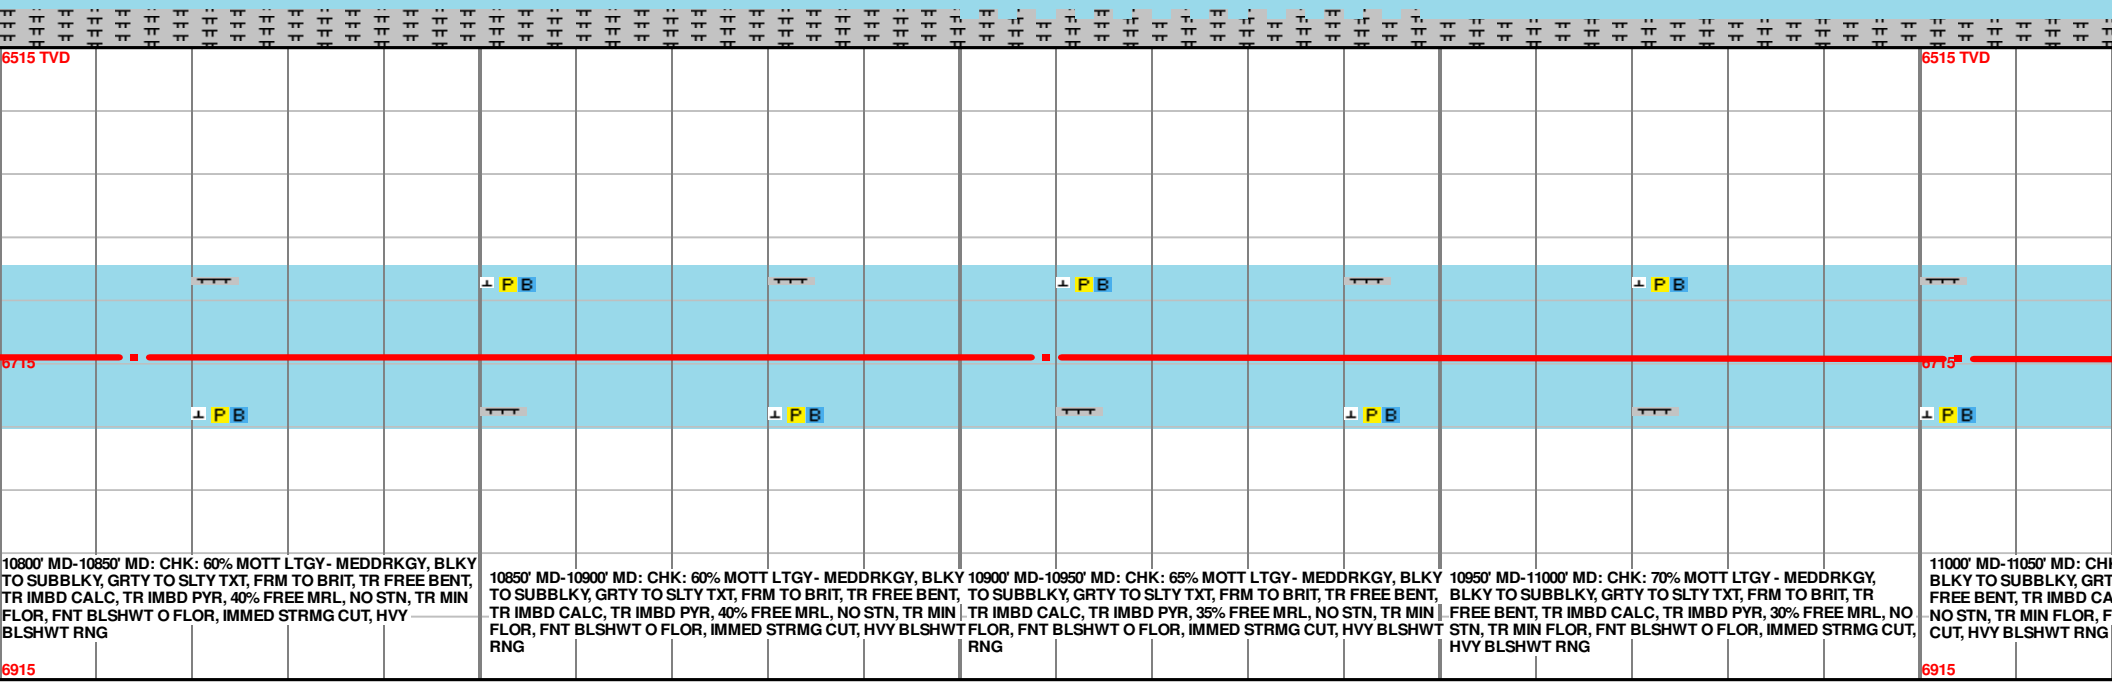 6515 TVD
6515 TVD
P B
P B
P B
6715
6715
P B
P B
P B
P B
10800' MD-10850' MD: CHK: 60% MOTT LTGY - MEDDRKGY, BLKY
TO SUBBLKY, GRTY TO SLTY TXT, FRM TO BRIT, TR FREE BENT,
TR IMBD CALC, TR IMBD PYR, 40% FREE MRL, NO STN, TR MIN
FLOR, FNT BLSHWT O FLOR, IMMED STRMG CUT, HVY
BLSHWT RNG
10850' MD-10900' MD: CHK: 60% MOTT LTGY - MEDDRKGY, BLKY
TO SUBBLKY, GRTY TO SLTY TXT, FRM TO BRIT, TR FREE BENT,
TR IMBD CALC, TR IMBD PYR, 40% FREE MRL, NO STN, TR MIN
FLOR, FNT BLSHWT O FLOR, IMMED STRMG CUT, HVY BLSHWT
RNG
10900' MD-10950' MD: CHK: 65% MOTT LTGY - MEDDRKGY, BLKY
TO SUBBLKY, GRTY TO SLTY TXT, FRM TO BRIT, TR FREE BENT,
TR IMBD CALC, TR IMBD PYR, 35% FREE MRL, NO STN, TR MIN
FLOR, FNT BLSHWT O FLOR, IMMED STRMG CUT, HVY BLSHWT
RNG
10950' MD-11000' MD: CHK: 70% MOTT LTGY - MEDDRKGY,
BLKY TO SUBBLKY, GRTY TO SLTY TXT, FRM TO BRIT, TR
FREE BENT, TR IMBD CALC, TR IMBD PYR, 30% FREE MRL, NO
STN, TR MIN FLOR, FNT BLSHWT O FLOR, IMMED STRMG CUT,
HVY BLSHWT RNG
11000' MD-11050' MD: CH
BLKY TO SUBBLKY, GRT
FREE BENT, TR IMBD CA
NO STN, TR MIN FLOR, F
CUT, HVY BLSHWT RNG
6915
6915